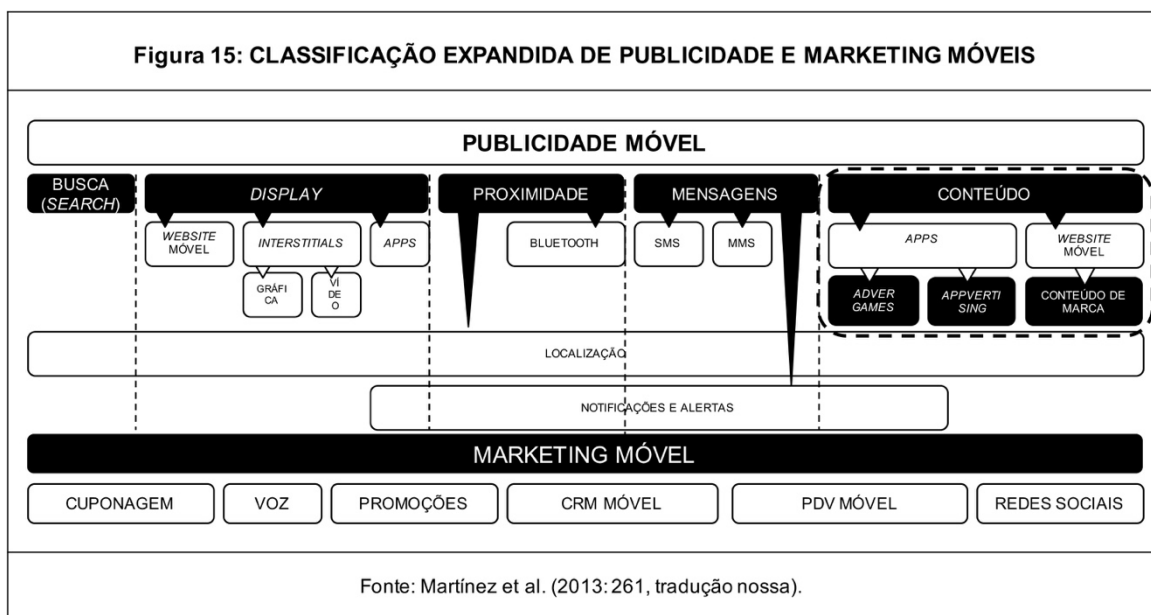 Figura 15: CLASSIFICAÇÃO EXPANDIDA DE PUBLICIDADE E MARKETING MÓVEIS
PUBLICIDADE MÓVEL
BUSCA
(SEARCH)
DISPLAY
PROXIMIDADE
MENSAGENS
CONTEÚDO
WEBSITE
MÓVEL
INTERSTITIALS
APPS
BLUETOOTH
SMS
MMS
APPS
WEBSITE
MÓVEL
GRÁFI
CA
VÍ
DE
O
ADVER
GAMES
APPVERTI
SING
CONTEÚDO DE
MARCA
LOCALIZAÇÃO
NOTIFICAÇÕES E ALERTAS
MARKETING MÓVEL
CUPONAGEM
VOZ
PROMOÇÕES
CRM MÓVEL
PDV MÓVEL
REDES SOCIAIS
Fonte: Martínez et al. (2013: 261, tradução nossa).